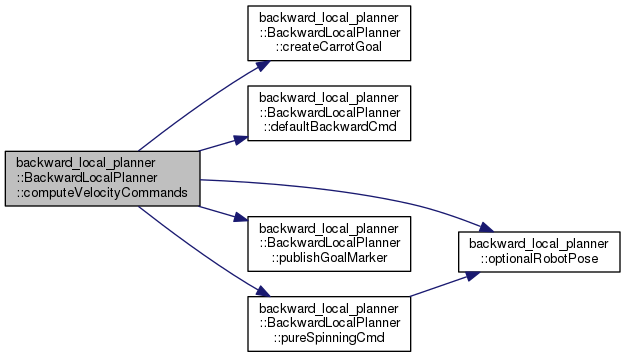 backward_local_planner
::BackwardLocalPlanner
::createCarrotGoal
backward_local_planner
::BackwardLocalPlanner
::defaultBackwardCmd
backward_local_planner
::BackwardLocalPlanner
::computeVelocityCommands
backward_local_planner
::BackwardLocalPlanner
::publishGoalMarker
backward_local_planner
::optionalRobotPose
backward_local_planner
::BackwardLocalPlanner
::pureSpinningCmd